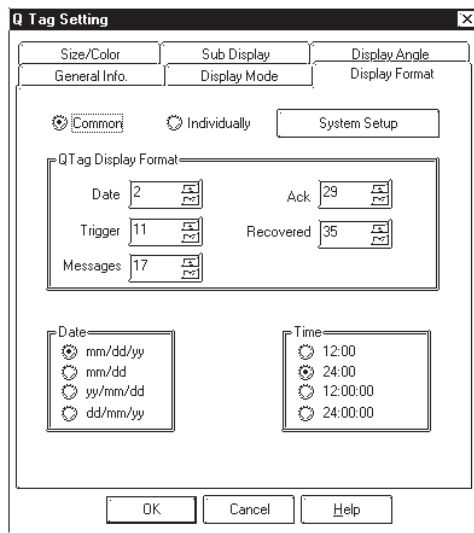 Q Tag Setting
Size/Color Sub Display Display Angle
General Info. Display Mode Display Format
Common Individually System Setup
QTag Display Format
Date 2 Ack 29
Trigger 11 Recovered 35
Messages 17
Date Time
mm/dd/yy 12:00
mm/dd 24:00
yy/mm/dd 12:00:00
dd/mm/yy 24:00:00
OK Cancel Help